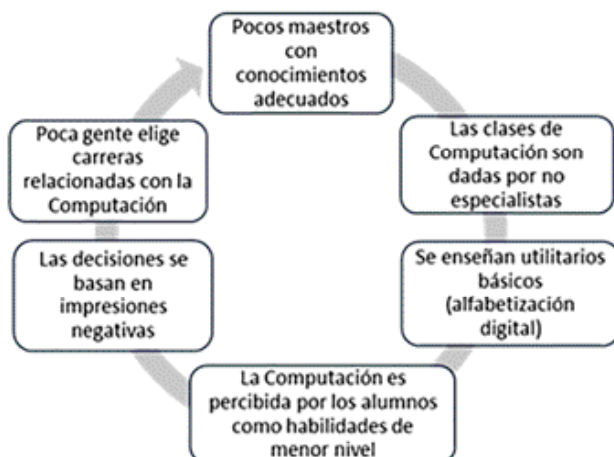 Pocos maestros
con
conocimientos
adecuados
Las clases de
Computación son
dadas por no
especialistas
Se enseñan utilitarios
básicos
(alfabetización
digital)
La Computación es
percibida por los alumnos
como habilidades de
menor nivel
Las decisiones se
basan en
impresiones
negativas
Poca gente elige
carreras
relacionadas con la
Computación